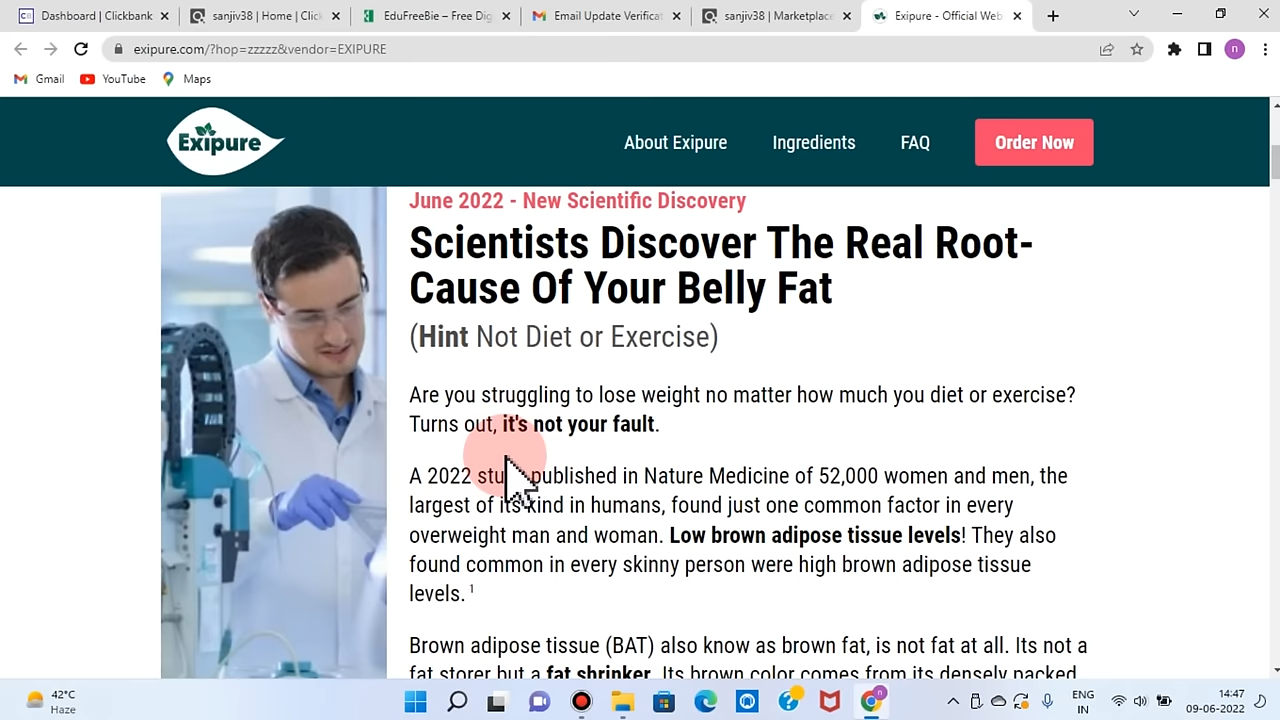 Dashboard | Clickbank
sanjiv38 | Home | Click
EduFreeBie – Free Dig
Email Update Verificat
sanjiv38 | Marketplace
Exipure - Official Web
exipure.com/?hop=zzzzz&vendor=EXIPURE
n
Gmail
YouTube
Maps
Exipure
About Exipure
Ingredients
FAQ
Order Now
June 2022 - New Scientific Discovery
Scientists Discover The Real Root-
Cause Of Your Belly Fat
(Hint Not Diet or Exercise)
Are you struggling to lose weight no matter how much you diet or exercise?
Turns out, it's not your fault.
A 2022 stu published in Nature Medicine of 52,000 women and men, the
largest of its kind in humans, found just one common factor in every
overweight man and woman. Low brown adipose tissue levels! They also
found common in every skinny person were high brown adipose tissue
levels. 1
Brown adipose tissue (BAT) also know as brown fat, is not fat at all. Its not a
fat storer but a fat shrinker. Its brown color comes from its densely packed
42°C
Haze
n
ENG
IN
14:47
09-06-2022